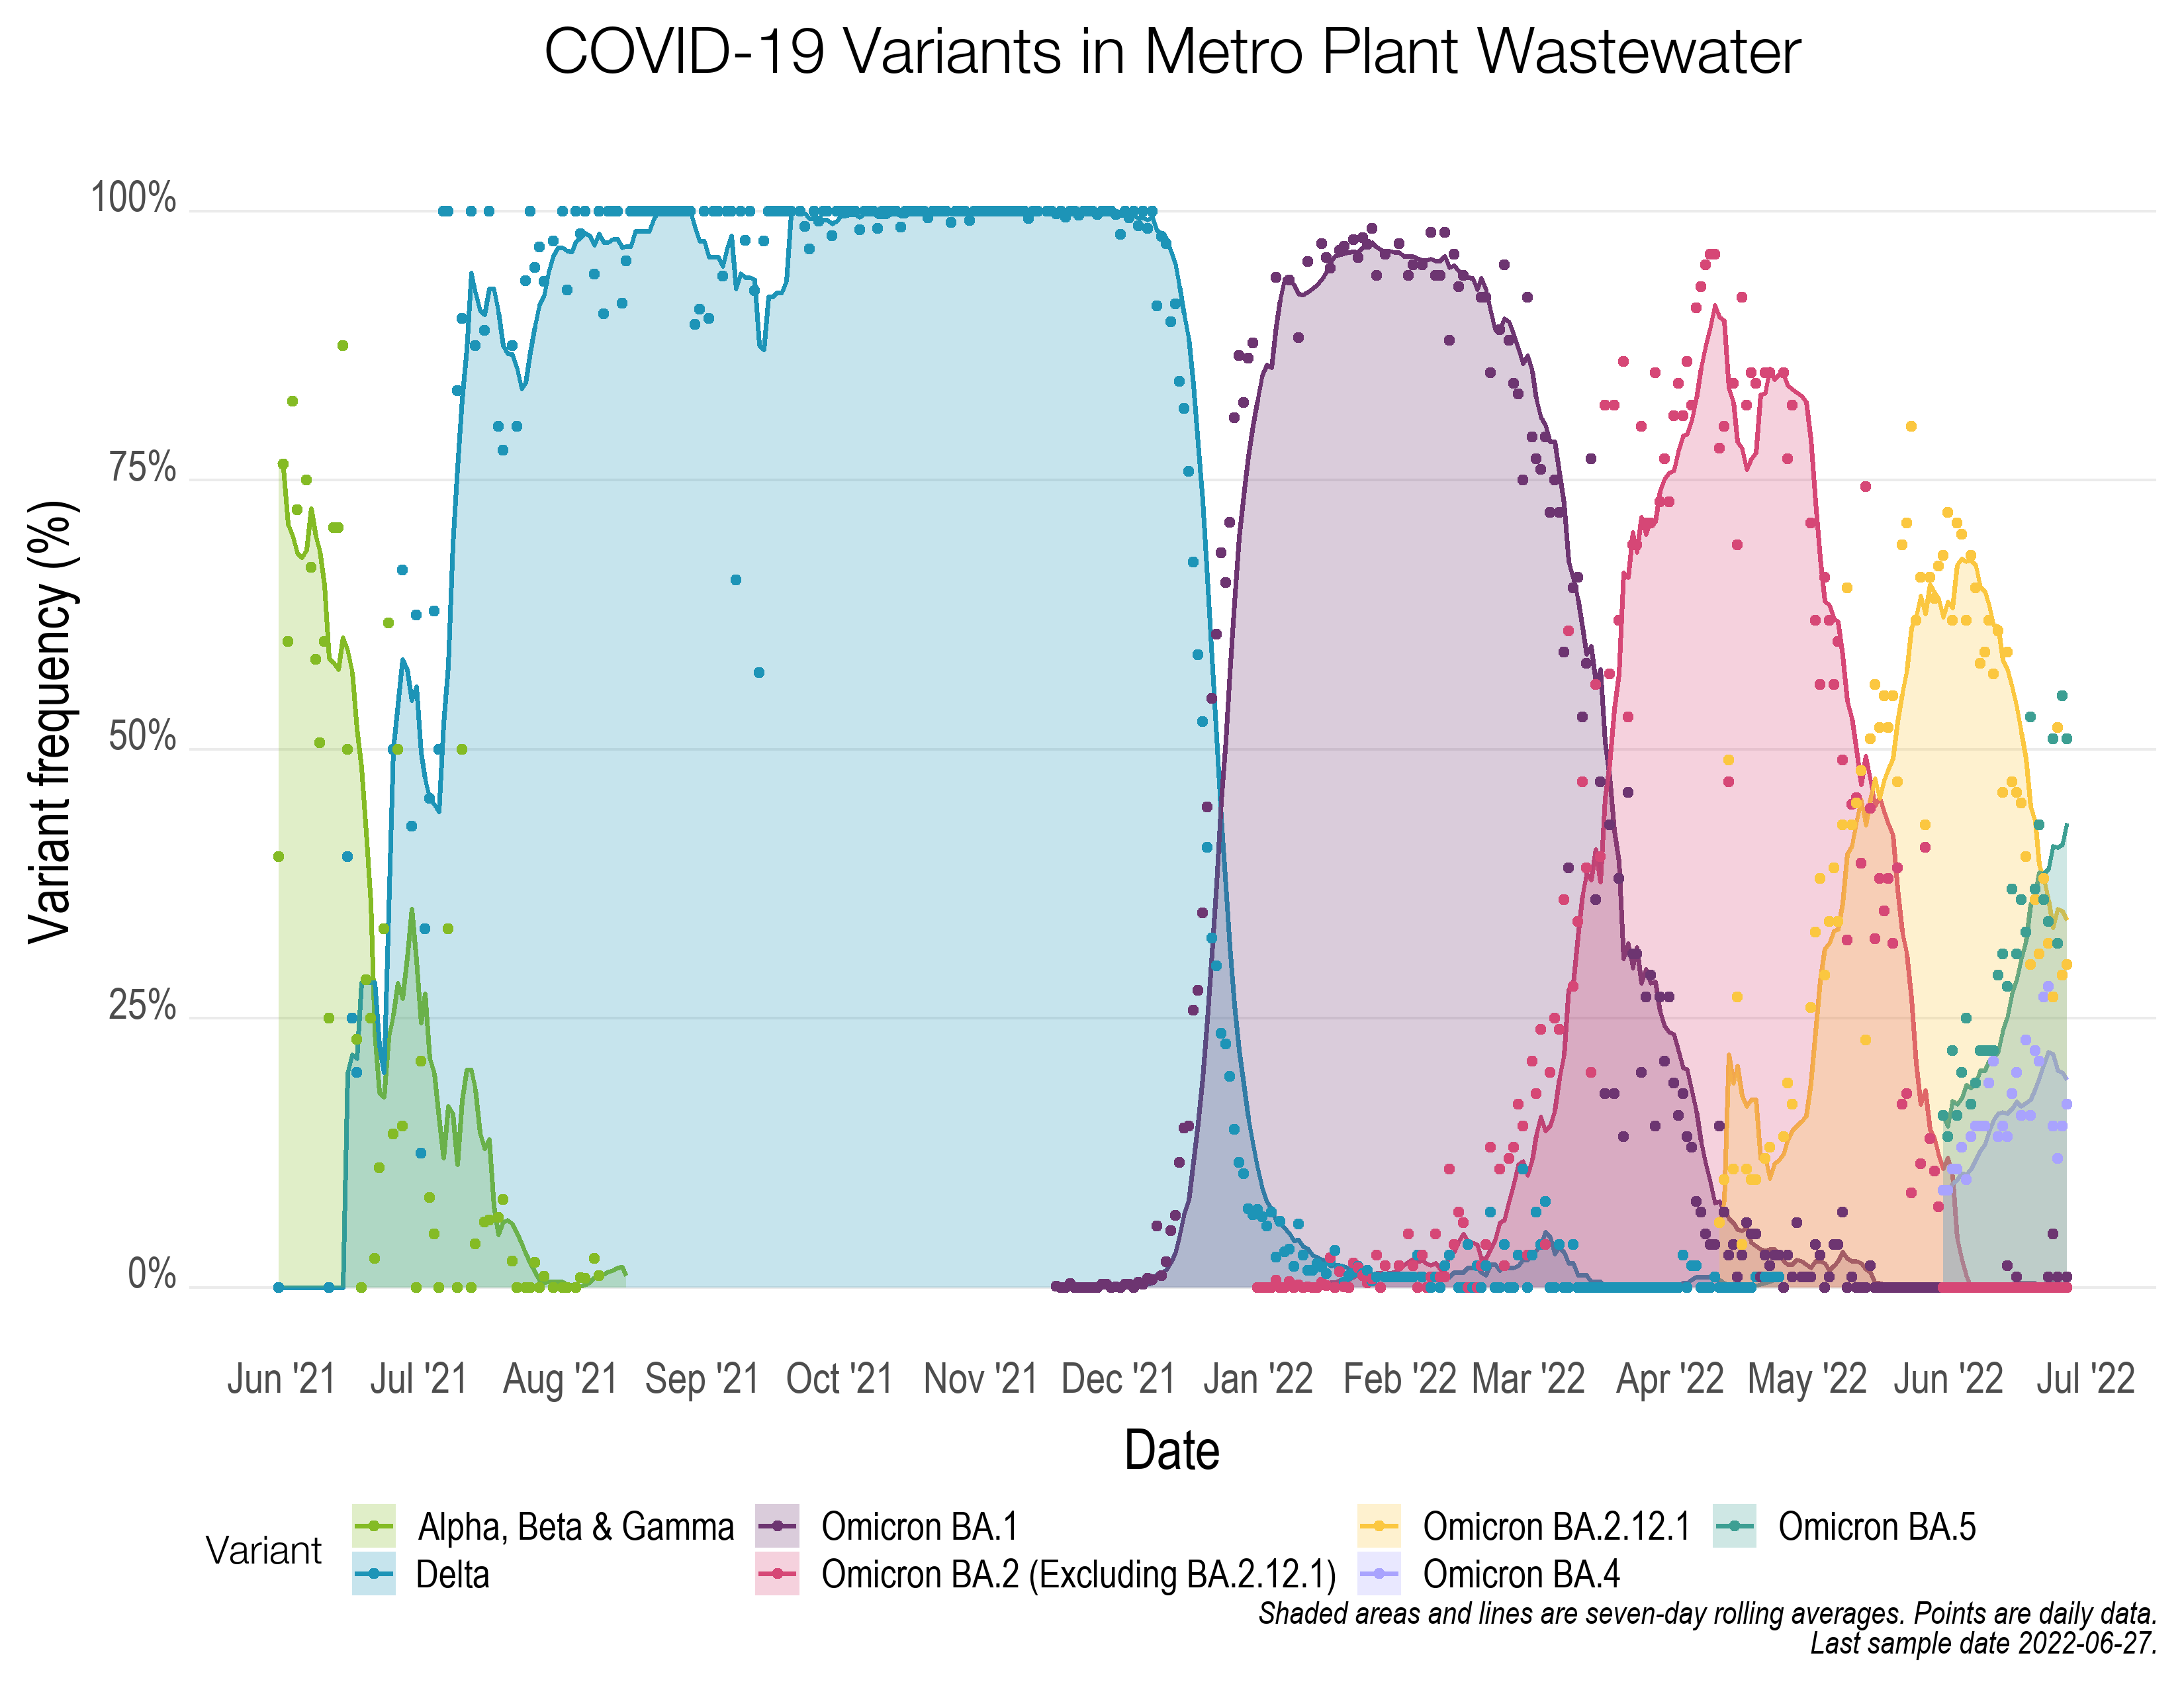 COVID-19 Variants in Metro Plant Wastewater
Variant frequency (%)
100%
75%
50%
25%
0%
Jun '21 Jul '21 Aug '21 Sep '21 Oct '21 Nov '21 Dec '21 Jan '22 Feb '22 Mar '22 Apr '22 May '22 Jun '22 Jul '22
Date
Variant
Alpha, Beta & Gamma Omicron BA.1 Omicron BA.2.12.1 Omicron BA.5
Delta Omicron BA.2 (Excluding BA.2.12.1) Omicron BA.4
Shaded areas and lines are seven-day rolling averages. Points are daily data.
Last sample date 2022-06-27.